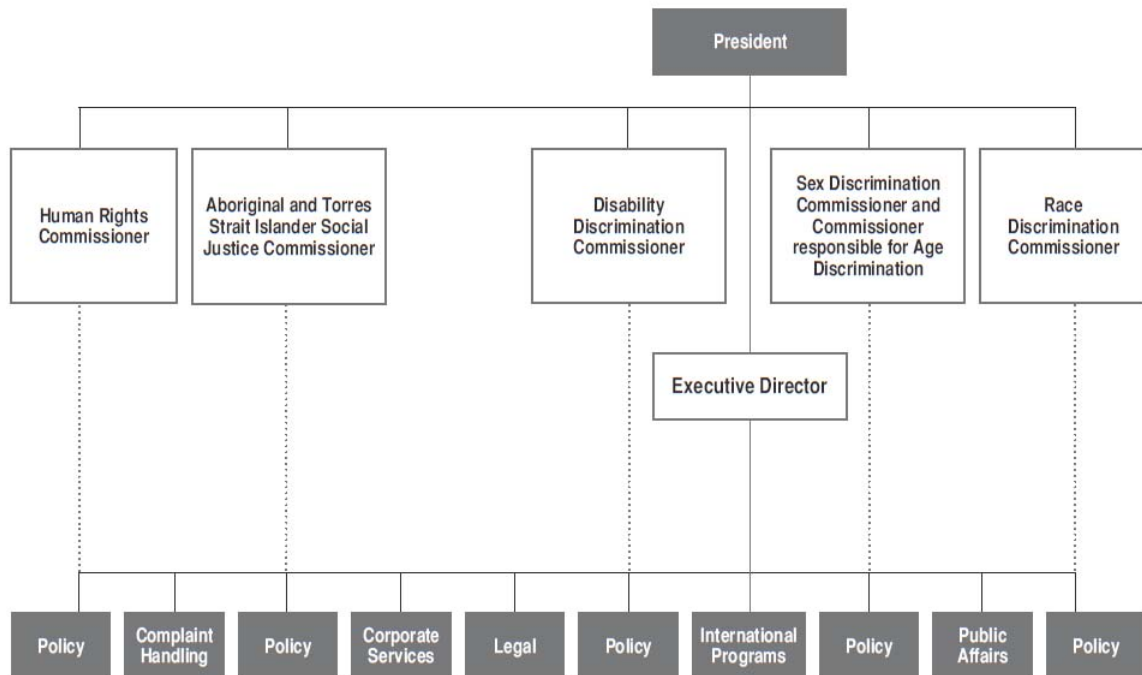 President
Human Rights
Commissioner
Aboriginal and Torres
Strait Islander Social
Justice Commissioner
Disability
Discrimination
Commissioner
Sex Discrimination
Commissioner and
Commissioner
responsible for Age
Discrimination
Race
Discrimination
Commissioner
Executive Director
Policy
Complaint
Handling
Policy
Corporate
Services
Legal
Policy
International
Programs
Policy
Public
Affairs
Policy